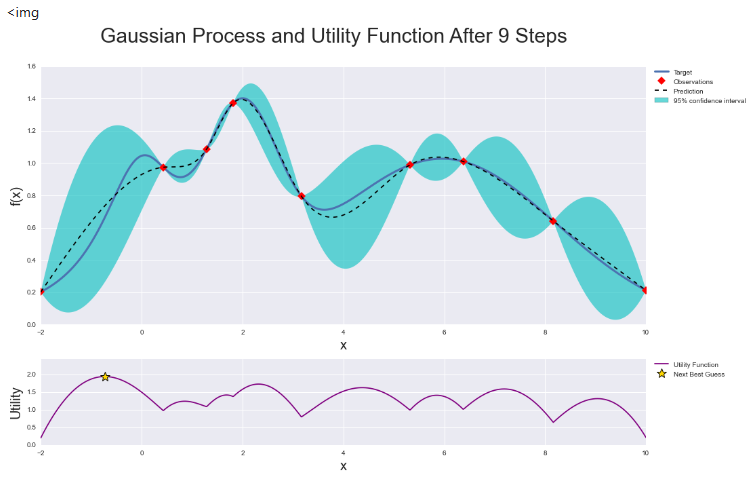 <img
Gaussian Process and Utility Function After 9 Steps
1.6
1.4
1.2
1.0
0.8
0.6
0.4
0.2
0.0
f(x)
−2 0 2 4 6 8 10
x
Target
Observations
Prediction
95% confidence interval
2.0
1.5
1.0
0.5
0.0
Utility
−2 0 2 4 6 8 10
x
Utility Function
Next Best Guess